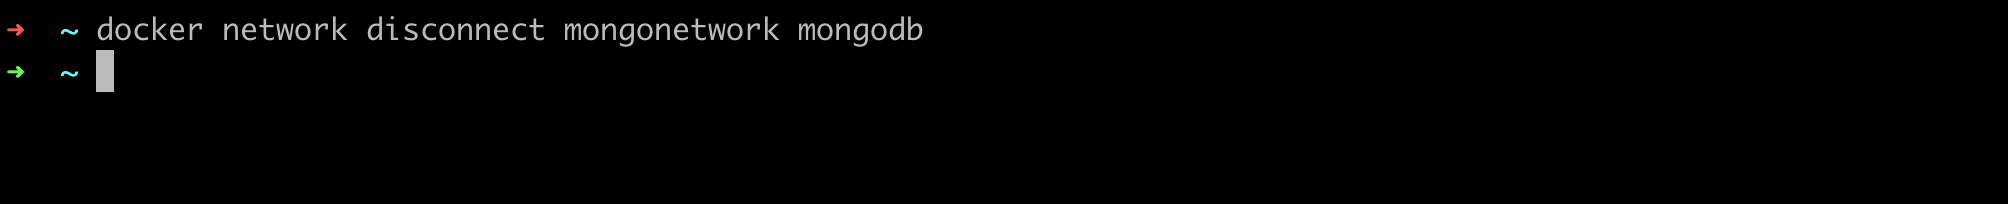 ➜ ~ docker network disconnect mongonetwork mongodb
➜ ~